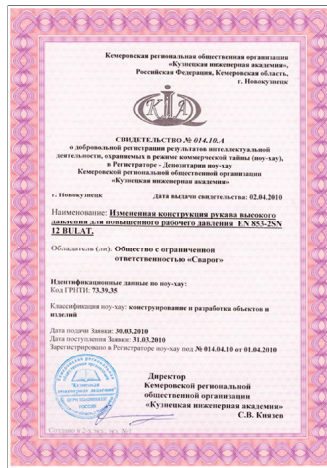 Кемеровская региональная общественная организация
«Кузнецкая инженерная академия»,
Российская Федерация, Кемеровская область,
г. Новокузнецк
КИА
СВИДЕТЕЛЬСТВО № 014.10.А
о добровольной регистрации результатов интеллектуальной
деятельности, охраняемых в режиме коммерческой тайны (ноу-хау),
в Регистраторе - Депозитарии ноу-хау
Кемеровской региональной общественной организации
«Кузнецкая инженерная академия»
г. Новокузнецк Дата выдачи свидетельства: 02.04.2010
Наименование: Измененная конструкция рукава высокого
давления для повышенного рабочего давления EN 853-2SN
12 BULAT.
Обладатель (ли): Общество с ограниченной
ответственностью «Сварог»
Идентификационные данные по ноу-хау:
Код ГРНТИ: 73.39.35
Классификация ноу-хау: конструирование и разработка объектов и
изделий
Дата подачи Заявки: 30.03.2010
Дата поступления Заявки: 31.03.2010
Зарегистрировано в Регистраторе ноу-хау под № 014.04.10 от 01.04.2010
Директор
Кемеровской региональной
общественной организации
«Кузнецкая инженерная академия»
С.В. Князев
Создано в 2-х экз., экз. №1